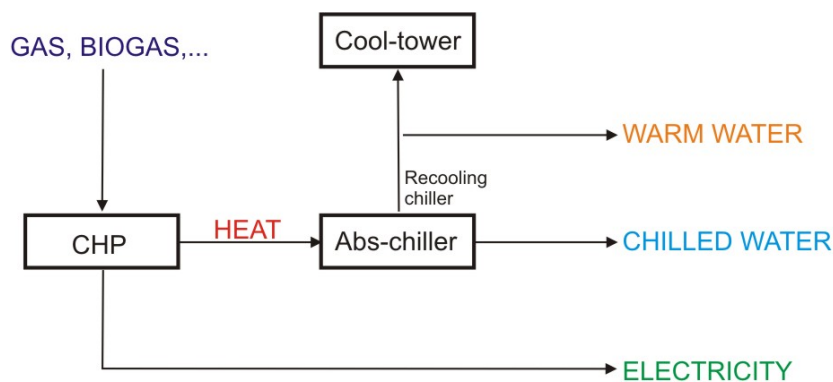 GAS, BIOGAS,...
Cool-tower
WARM WATER
Recooling
chiller
CHP
HEAT
Abs-chiller
CHILLED WATER
ELECTRICITY